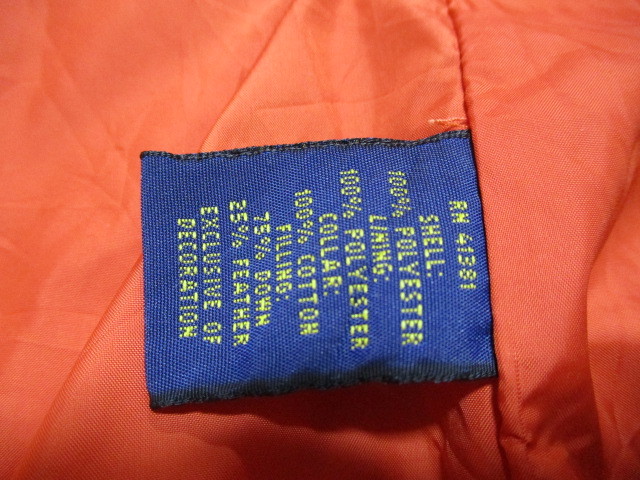 RN 41381
SHELL:
100% POLYESTER
LINING:
100% POLYESTER
COLLAR:
100% COTTON
FILLING:
75% DOWN
25% FEATHER
EXCLUSIVE OF
DECORATION